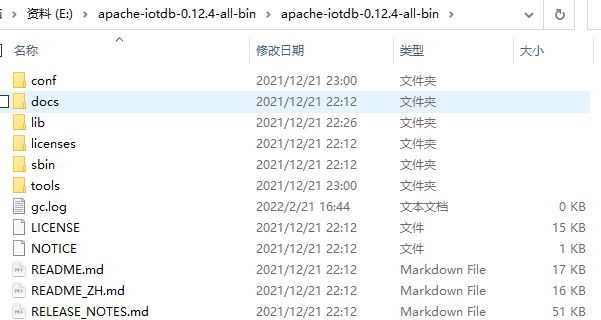 资料 (E:) > apache-iotdb-0.12.4-all-bin > apache-iotdb-0.12.4-all-bin >
名称 修改日期 类型 大小
conf 2021/12/21 23:00 文件夹
docs 2021/12/21 22:12 文件夹
lib 2021/12/21 22:26 文件夹
licenses 2021/12/21 22:12 文件夹
sbin 2021/12/21 22:12 文件夹
tools 2021/12/21 23:00 文件夹
gc.log 2022/2/21 16:44 文本文档 0 KB
LICENSE 2021/12/21 22:12 文件 15 KB
NOTICE 2021/12/21 22:12 文件 1 KB
README.md 2021/12/21 22:12 Markdown File 17 KB
README_ZH.md 2021/12/21 22:12 Markdown File 16 KB
RELEASE_NOTES.md 2021/12/21 22:12 Markdown File 51 KB